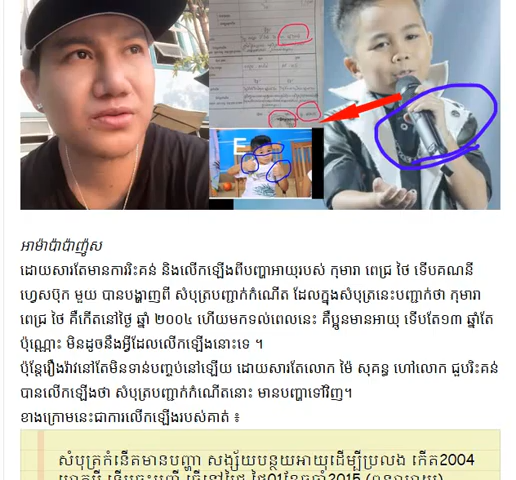 E
អាម៉ាប៉ាប៉ាញ៉ូស
ដោយសារតែមានការរិះគន់ និងលើកឡើងពីបញ្ហាអាយុរបស់ កុមារា ពេជ្រ ថៃ ទើបគណនី
ហ្វេសប៊ុក មួយ បានបង្ហាញពី សំបុត្របញ្ជាក់កំណើត ដែលក្នុងសំបុត្រនេះបញ្ជាក់ថា កុមារា
ពេជ្រ ថៃ គឺកើតនៅថ្ងៃ ឆ្នាំ ២០០៤ ហើយមកទល់ពេលនេះ គឺប្អូនមានអាយុ ទើបតែ១៣ ឆ្នាំតែ
ប៉ុណ្ណោះ មិនដូចនឹងអ្វីដែលលើកឡើងនោះទេ ។
ប៉ុន្តែរឿងរ៉ាវនៅតែមិនទាន់បញ្ចប់នៅឡើយ ដោយសារតែលោក ម៉ៃ សុគន្ធ ហៅលោក ជួបរិះគន់
បានលើកឡើងថា សំបុត្របញ្ជាក់កំណើតនោះ មានបញ្ហាទៅវិញ។
ខាងក្រោមនេះជាការលើកឡើងរបស់គាត់ ៖
សំបុត្រកំនើតមានបញ្ហា សង្ស័យបន្ថយអាយុដើម្បីប្រលង កើត2004